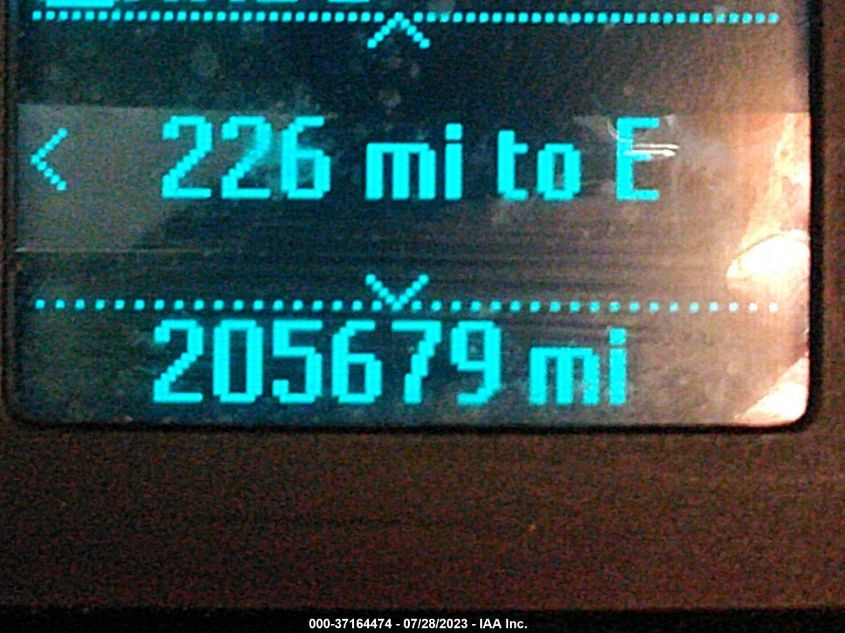 226 mi to E
205679 mi
000-37164474 - 07/28/2023 - IAA Inc.